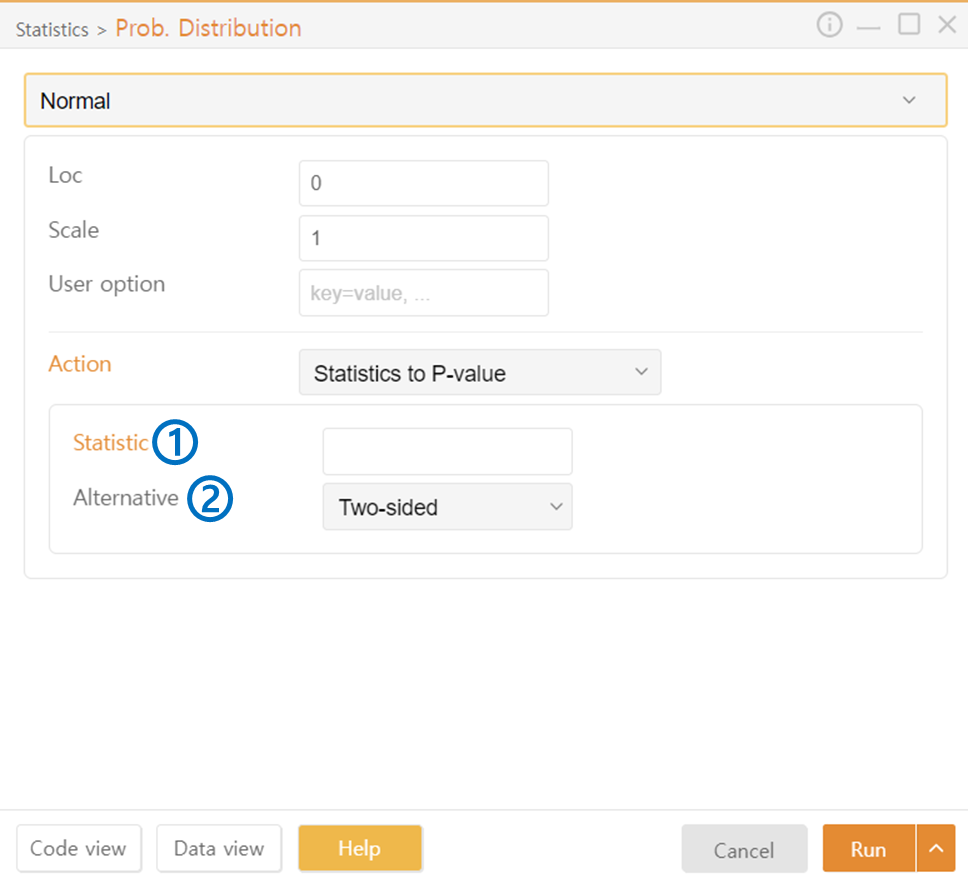 Statistics > Prob. Distribution
Normal
Loc 0
Scale 1
User option key=value, ...
Action Statistics to P-value
Statistic ①
Alternative ② Two-sided
Code view Data view Help Cancel Run